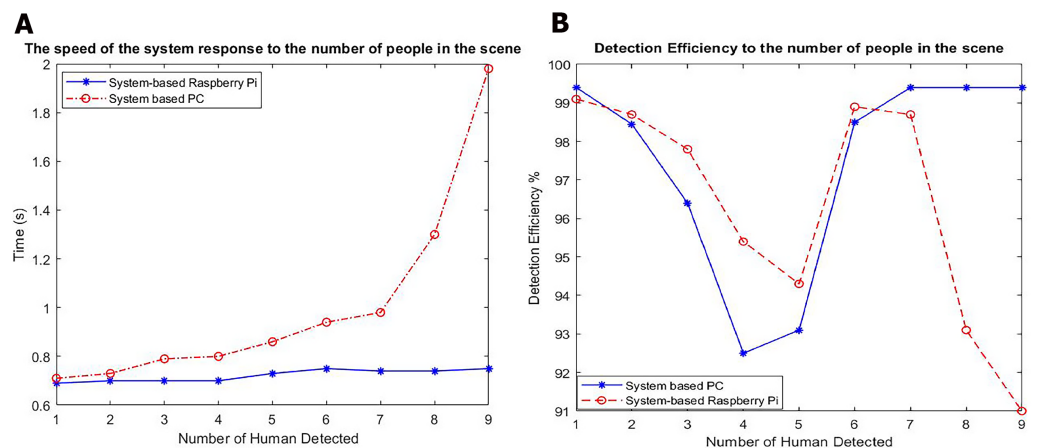 A
The speed of the system response to the number of people in the scene
2
1.8
1.6
1.4
1.2
1
0.8
0.6
Time (s)
System-based Raspberry Pi
System based PC
1 2 3 4 5 6 7 8 9
Number of Human Detected
B
Detection Efficiency to the number of people in the scene
100
99
98
97
96
95
94
93
92
91
Detection Efficiency %
System based PC
System-based Raspberry Pi
1 2 3 4 5 6 7 8 9
Number of Human Detected